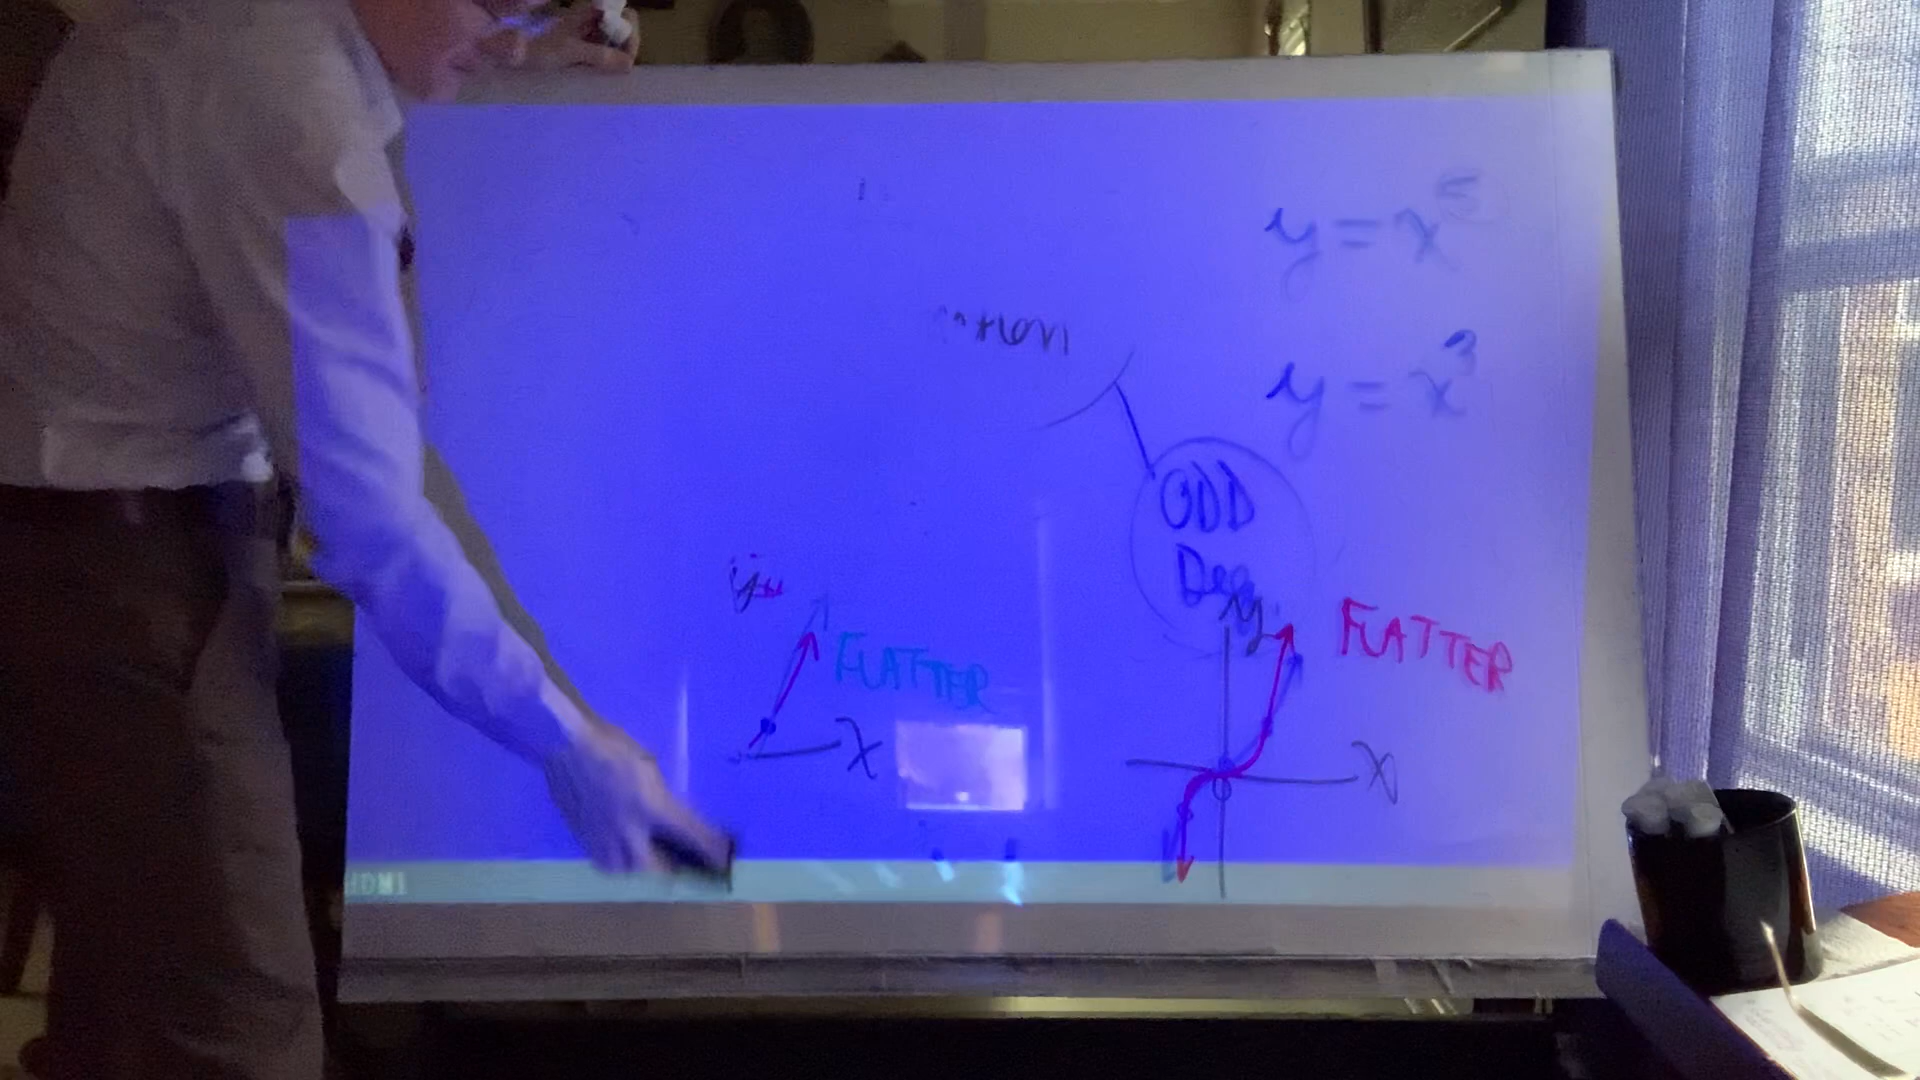 y = x⁵
y = x³
ODD
Deg.
y
FLATTER
x
y
FLATTER
x
HDMI